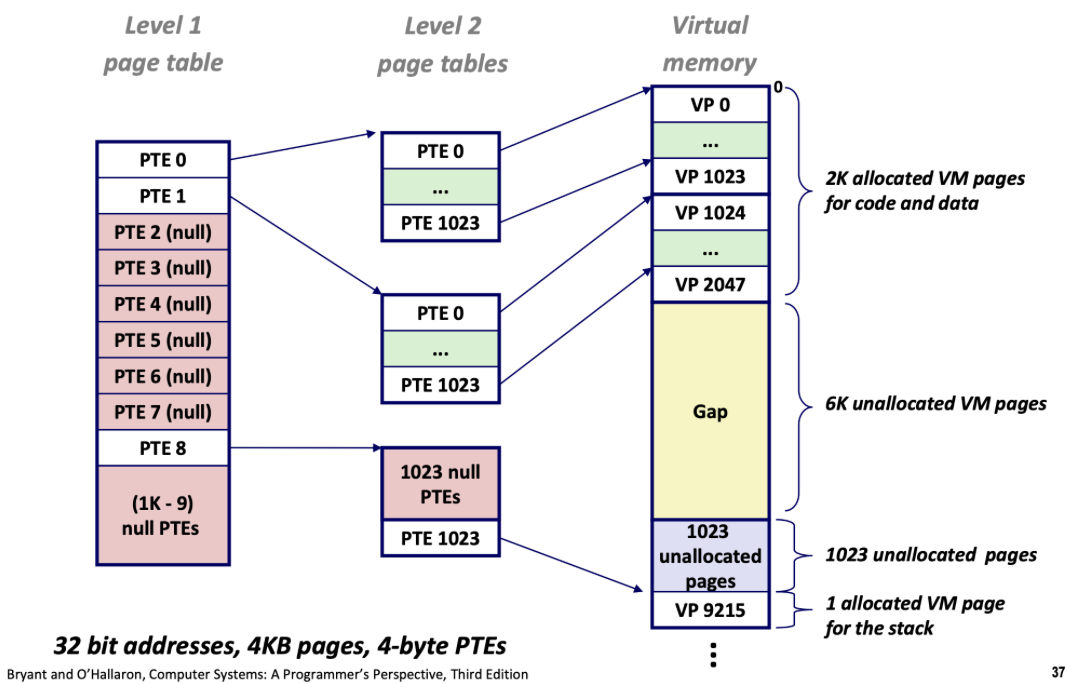 Level 1
page table
Level 2
page tables
Virtual
memory
PTE 0
PTE 1
PTE 2 (null)
PTE 3 (null)
PTE 4 (null)
PTE 5 (null)
PTE 6 (null)
PTE 7 (null)
PTE 8
(1K - 9)
null PTEs
PTE 0
...
PTE 1023
PTE 0
...
PTE 1023
1023 null
PTEs
PTE 1023
0
VP 0
...
VP 1023
VP 1024
...
VP 2047
Gap
1023
unallocated
pages
VP 9215
2K allocated VM pages
for code and data
6K unallocated VM pages
1023 unallocated pages
1 allocated VM page
for the stack
32 bit addresses, 4KB pages, 4-byte PTEs
Bryant and O’Hallaron, Computer Systems: A Programmer’s Perspective, Third Edition
37